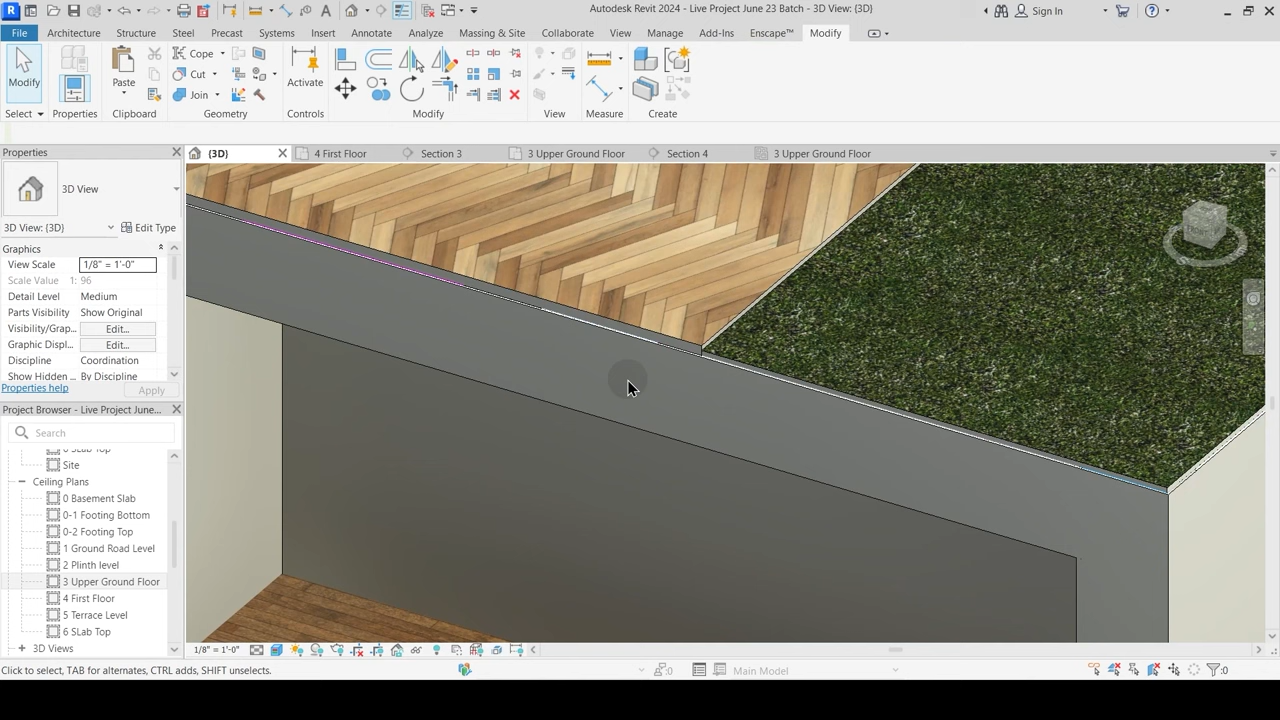 Autodesk Revit 2024 - Live Project June 23 Batch - 3D View: {3D}
Sign In
File Architecture Structure Steel Precast Systems Insert Annotate Analyze Massing & Site Collaborate View Manage Add-Ins Enscape™ Modify
Modify Paste Cope Cut Join Activate
Select Properties Clipboard Geometry Controls Modify View Measure Create
Properties
{3D} 4 First Floor Section 3 3 Upper Ground Floor Section 4 3 Upper Ground Floor
3D View
3D View: {3D} Edit Type
Graphics
View Scale 1/8" = 1'-0"
Scale Value 1: 96
Detail Level Medium
Parts Visibility Show Original
Visibility/Grap... Edit...
Graphic Displ... Edit...
Discipline Coordination
Show Hidden ... By Discipline
Properties help Apply
Project Browser - Live Project June...
Search
6 SLab Top
Site
Ceiling Plans
0 Basement Slab
0-1 Footing Bottom
0-2 Footing Top
1 Ground Road Level
2 Plinth level
3 Upper Ground Floor
4 First Floor
5 Terrace Level
6 SLab Top
3D Views
1/8" = 1'-0"
Click to select, TAB for alternates, CTRL adds, SHIFT unselects.
:0 Main Model :0